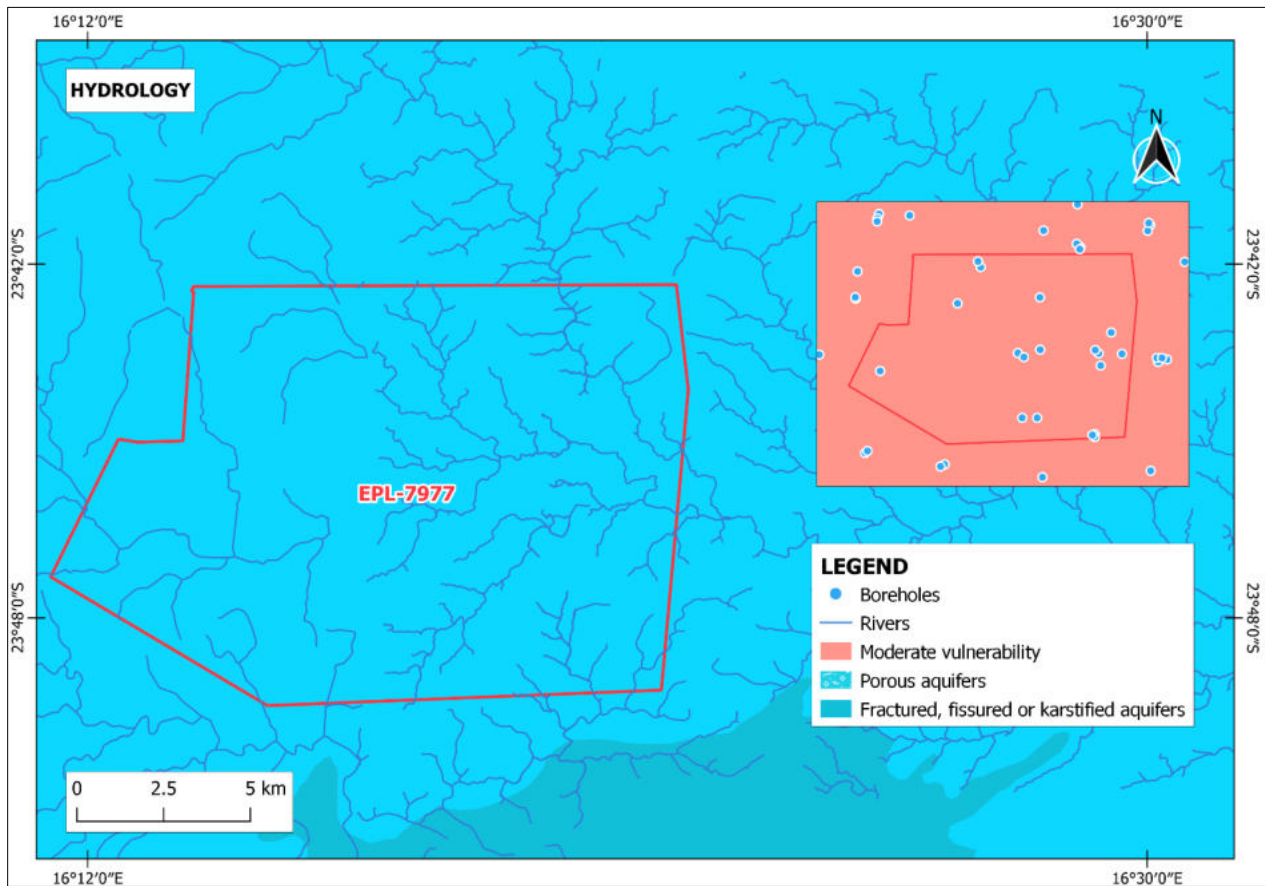 16°12'0"E
16°30'0"E
HYDROLOGY
N
23°42'0"S
23°42'0"S
EPL-7977
LEGEND
Boreholes
Rivers
Moderate vulnerability
Porous aquifers
Fractured, fissured or karstified aquifers
23°48'0"S
23°48'0"S
0 2.5 5 km
16°12'0"E
16°30'0"E